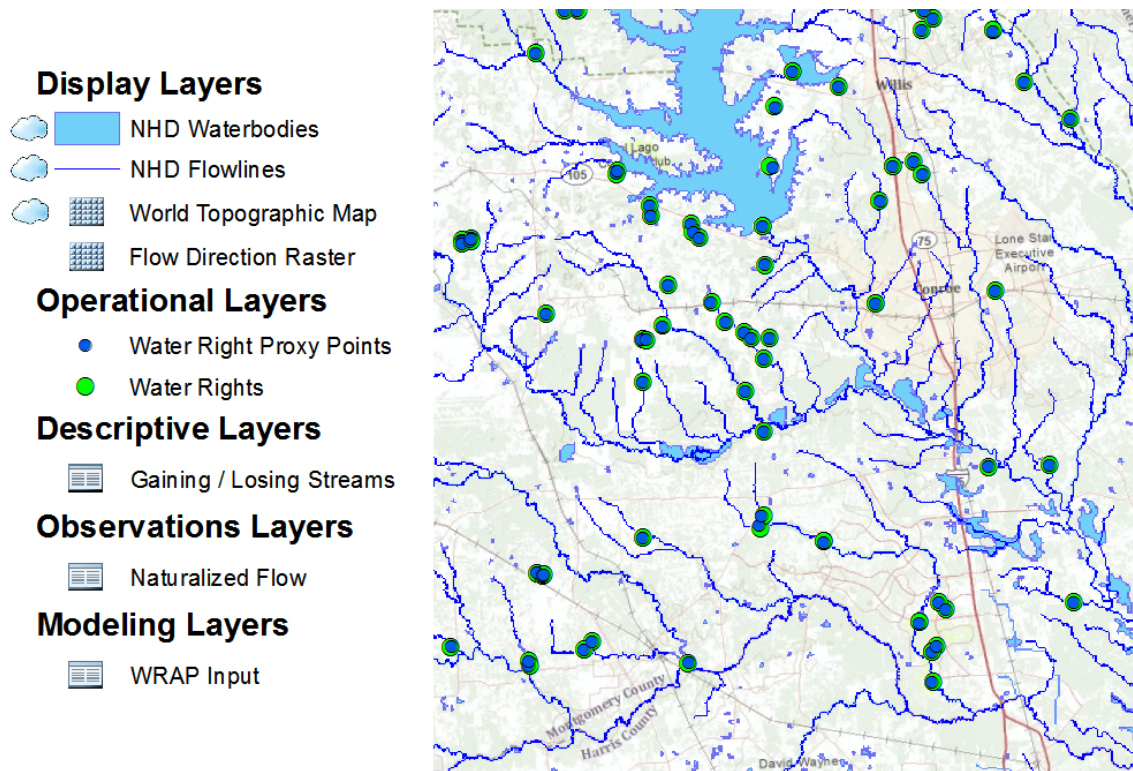 Display Layers
NHD Waterbodies
NHD Flowlines
World Topographic Map
Flow Direction Raster
Operational Layers
Water Right Proxy Points
Water Rights
Descriptive Layers
Gaining / Losing Streams
Observations Layers
Naturalized Flow
Modeling Layers
WRAP Input
Willis
Lago
105
75
Lone Star
Executive
Airport
Montgomery County
Harris County
David Wayne